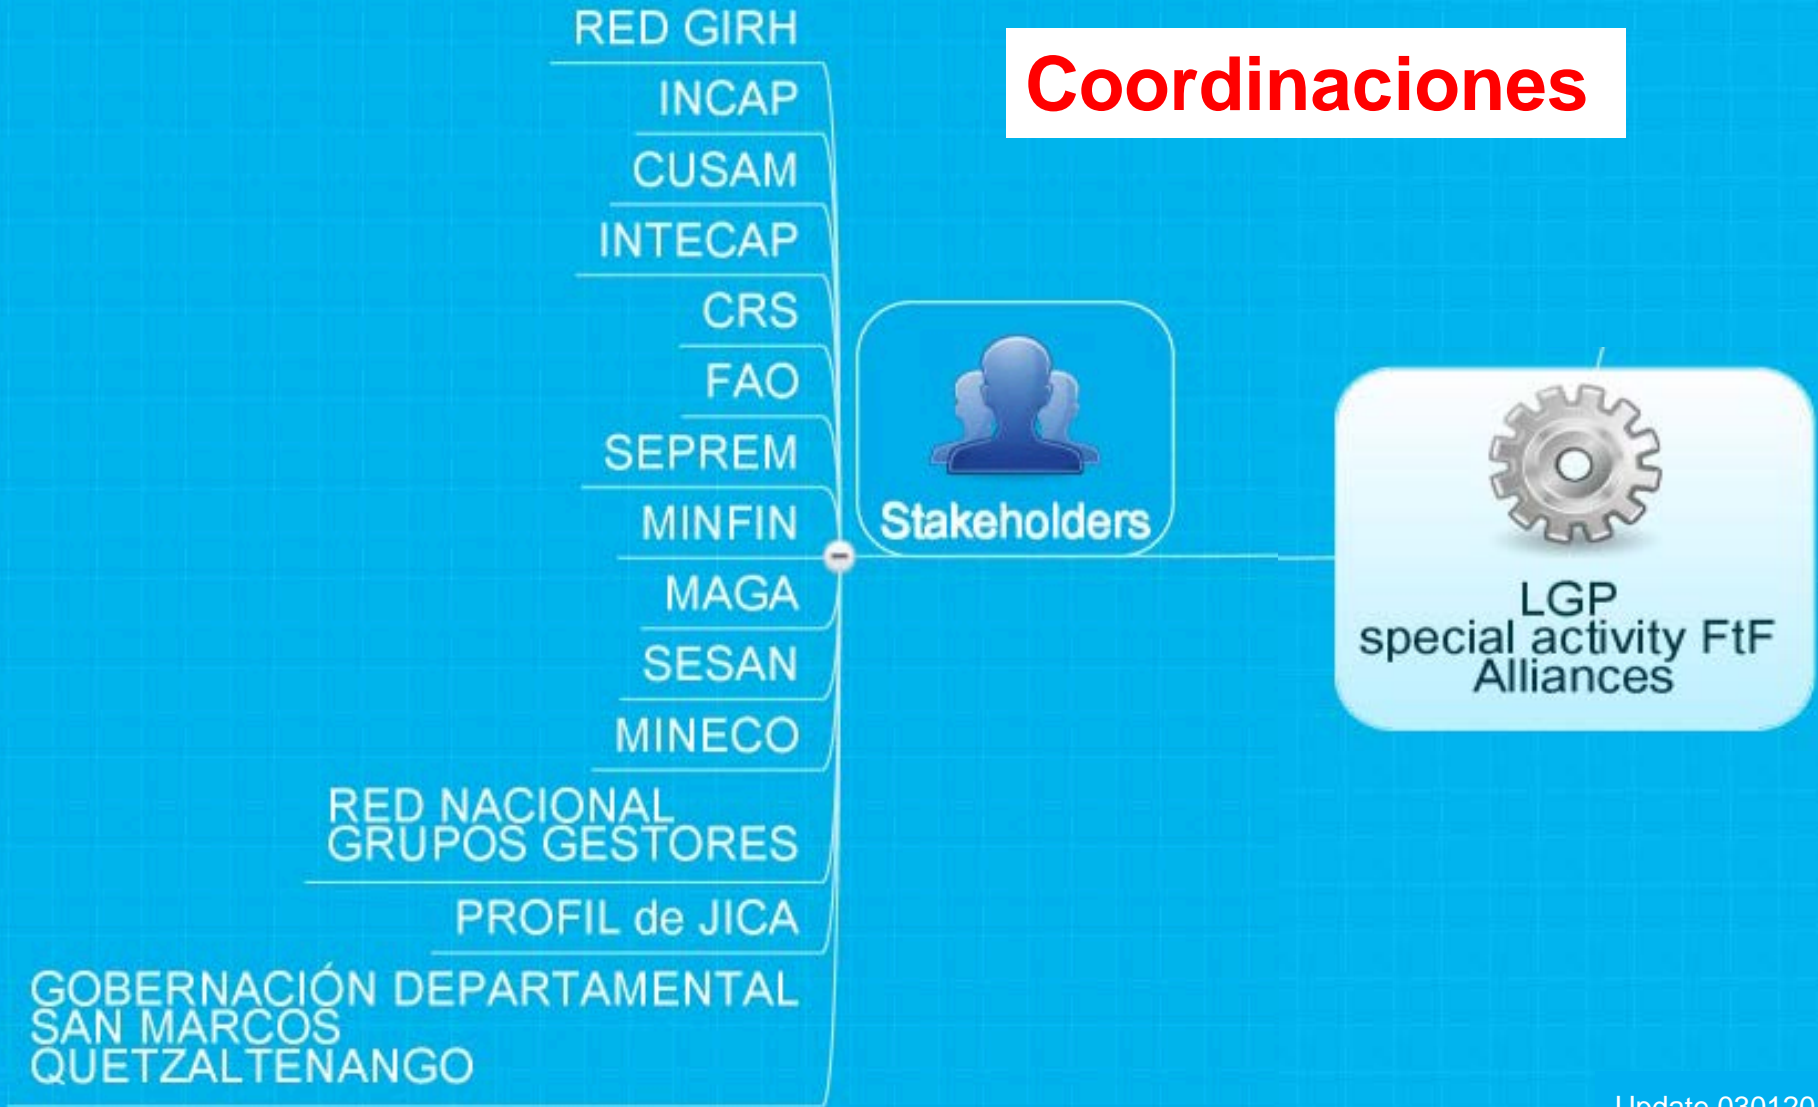 Coordinaciones
RED GIRH
INCAP
CUSAM
INTECAP
CRS
FAO
SEPREM
MINFIN
MAGA
SESAN
MINECO
RED NACIONAL
GRUPOS GESTORES
PROFIL de JICA
GOBERNACIÓN DEPARTAMENTAL
SAN MARCOS
QUETZALTENANGO
Stakeholders
LGP
special activity FtF
Alliances
Update